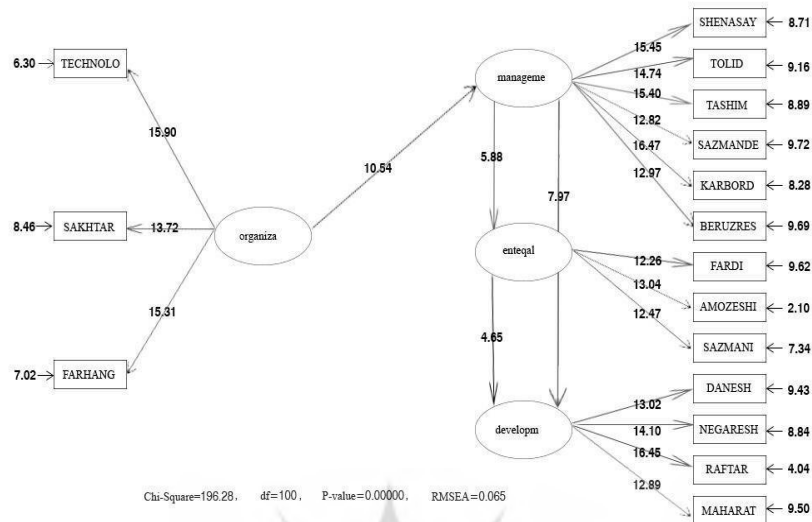 SHENASAY
8.71
15.45
6.30
TECHNOLO
manageme
14.74
TOLID
9.16
15.40
TASHIM
8.89
12.82
15.90
SAZMANDE
9.72
16.47
5.88
10.54
12.97
KARBORD
8.28
7.97
8.46
SAKHTAR
13.72
organiza
BERUZRES
9.69
enteqal
12.26
FARDI
9.62
13.04
AMOZESHI
2.10
12.47
15.31
4.65
SAZMANI
7.34
7.02
FARHANG
DANESH
9.43
13.02
developm
14.10
NEGARESH
8.84
16.45
RAFTAR
4.04
12.89
Chi-Square=196.28, df=100, P-value=0.00000, RMSEA=0.065
MAHARAT
9.50